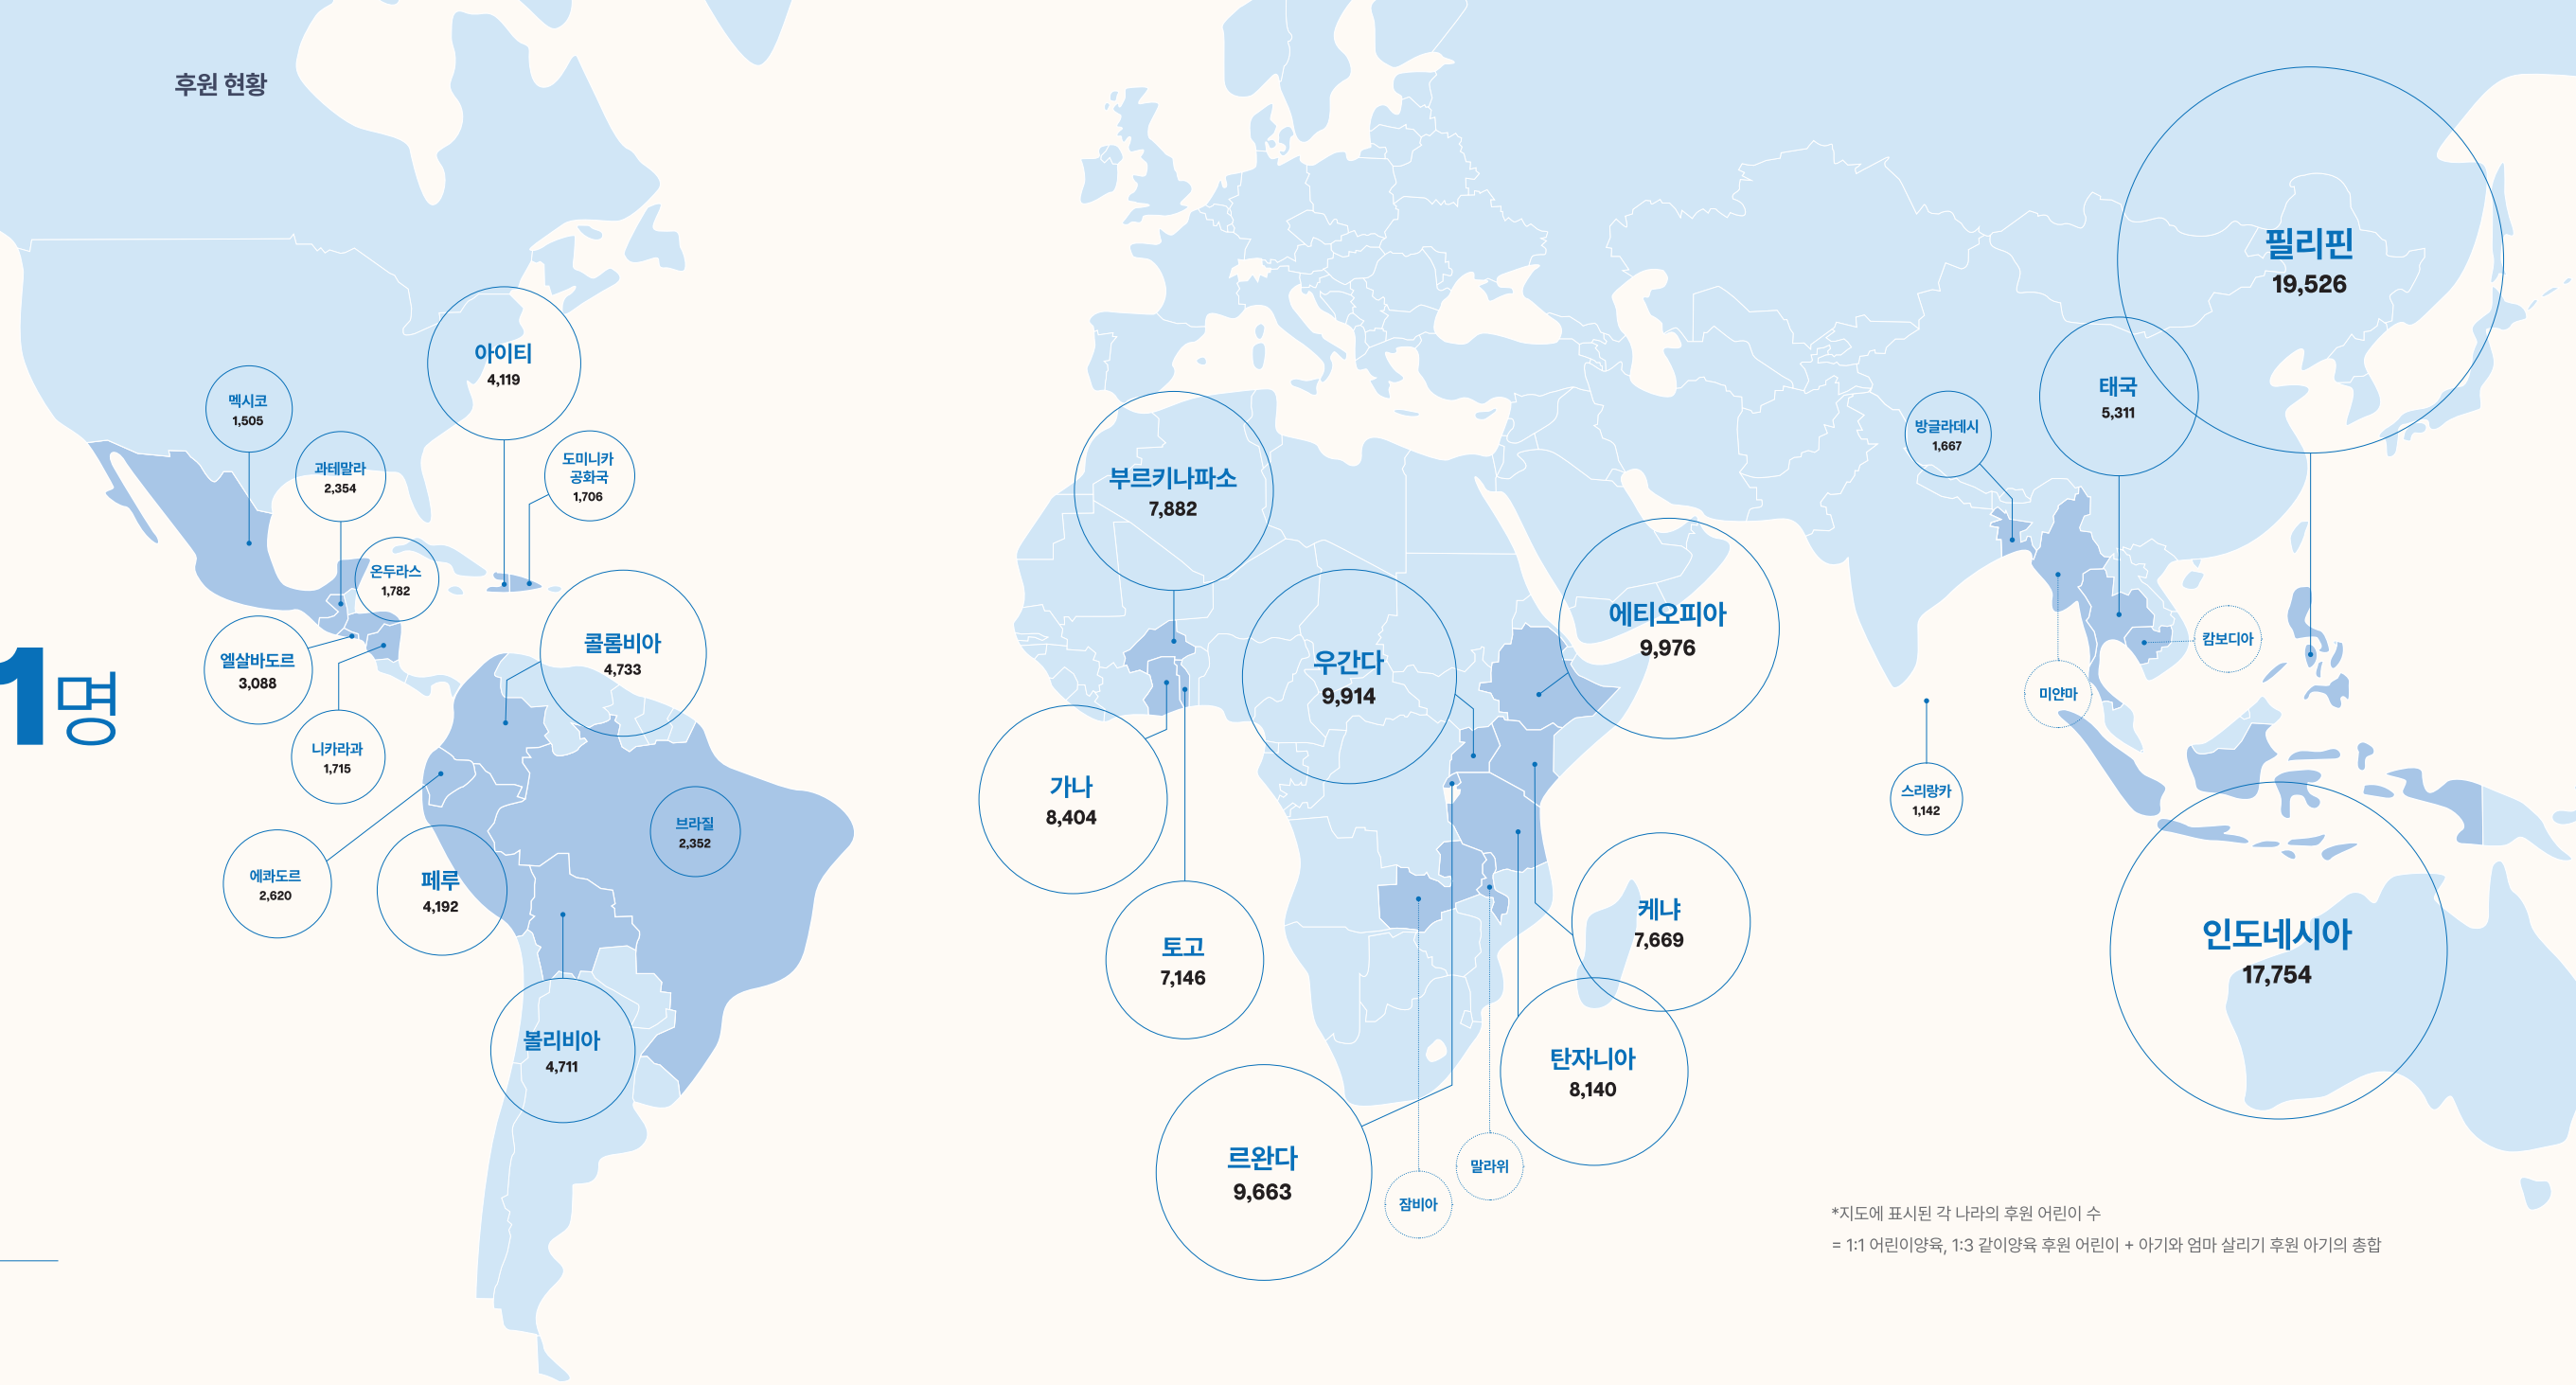 후원 현황
1명
아이티
4,119
멕시코
1,505
과테말라
2,354
도미니카
공화국
1,706
온두라스
1,782
엘살바도르
3,088
콜롬비아
4,733
니카라과
1,715
브라질
2,352
에콰도르
2,620
페루
4,192
볼리비아
4,711
부르키나파소
7,882
우간다
9,914
에티오피아
9,976
가나
8,404
토고
7,146
케냐
7,669
탄자니아
8,140
르완다
9,663
잠비아
말라위
필리핀
19,526
태국
5,311
방글라데시
1,667
캄보디아
미얀마
스리랑카
1,142
인도네시아
17,754
*지도에 표시된 각 나라의 후원 어린이 수
= 1:1 어린이양육, 1:3 같이양육 후원 어린이 + 아기와 엄마 살리기 후원 아기의 총합